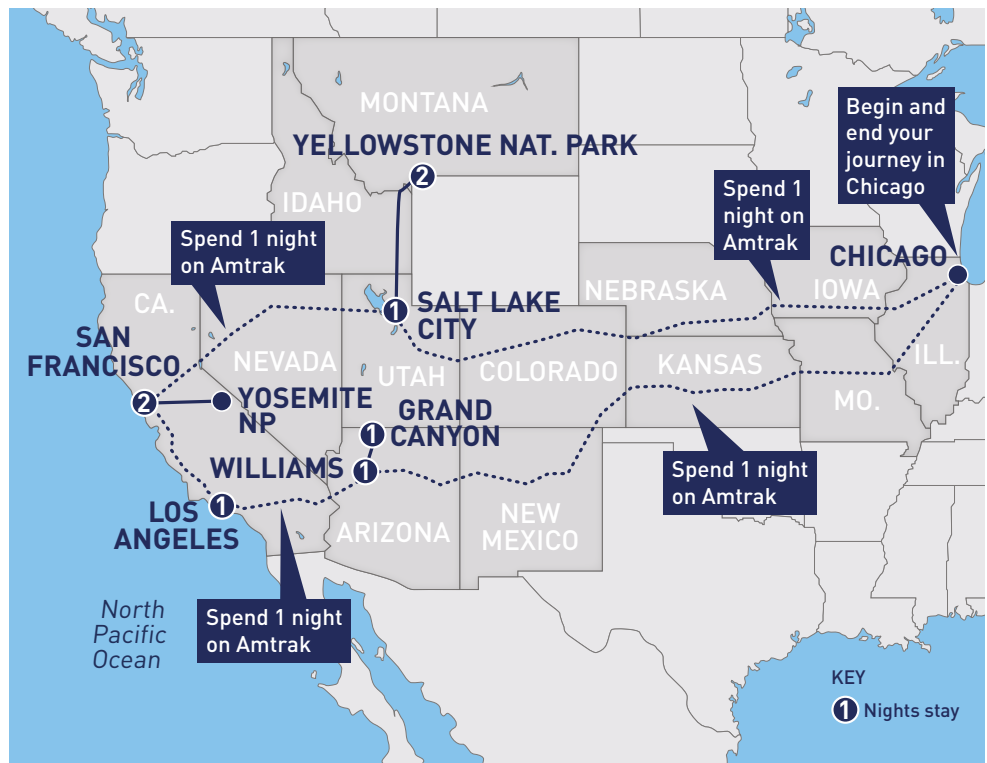 MONTANA
YELLOWSTONE NAT. PARK
2
IDAHO
Begin and
end your
journey in
Chicago
Spend 1
night on
Amtrak
Spend 1 night
on Amtrak
CHICAGO
CA.
NEBRASKA
IOWA
1
SALT LAKE
CITY
SAN
FRANCISCO
NEVADA
UTAH
COLORADO
KANSAS
ILL.
2
YOSEMITE
NP
GRAND
CANYON
1
MO.
WILLIAMS
1
Spend 1 night
on Amtrak
LOS
ANGELES
1
ARIZONA
NEW
MEXICO
North
Pacific
Ocean
Spend 1 night
on Amtrak
KEY
1 Nights stay